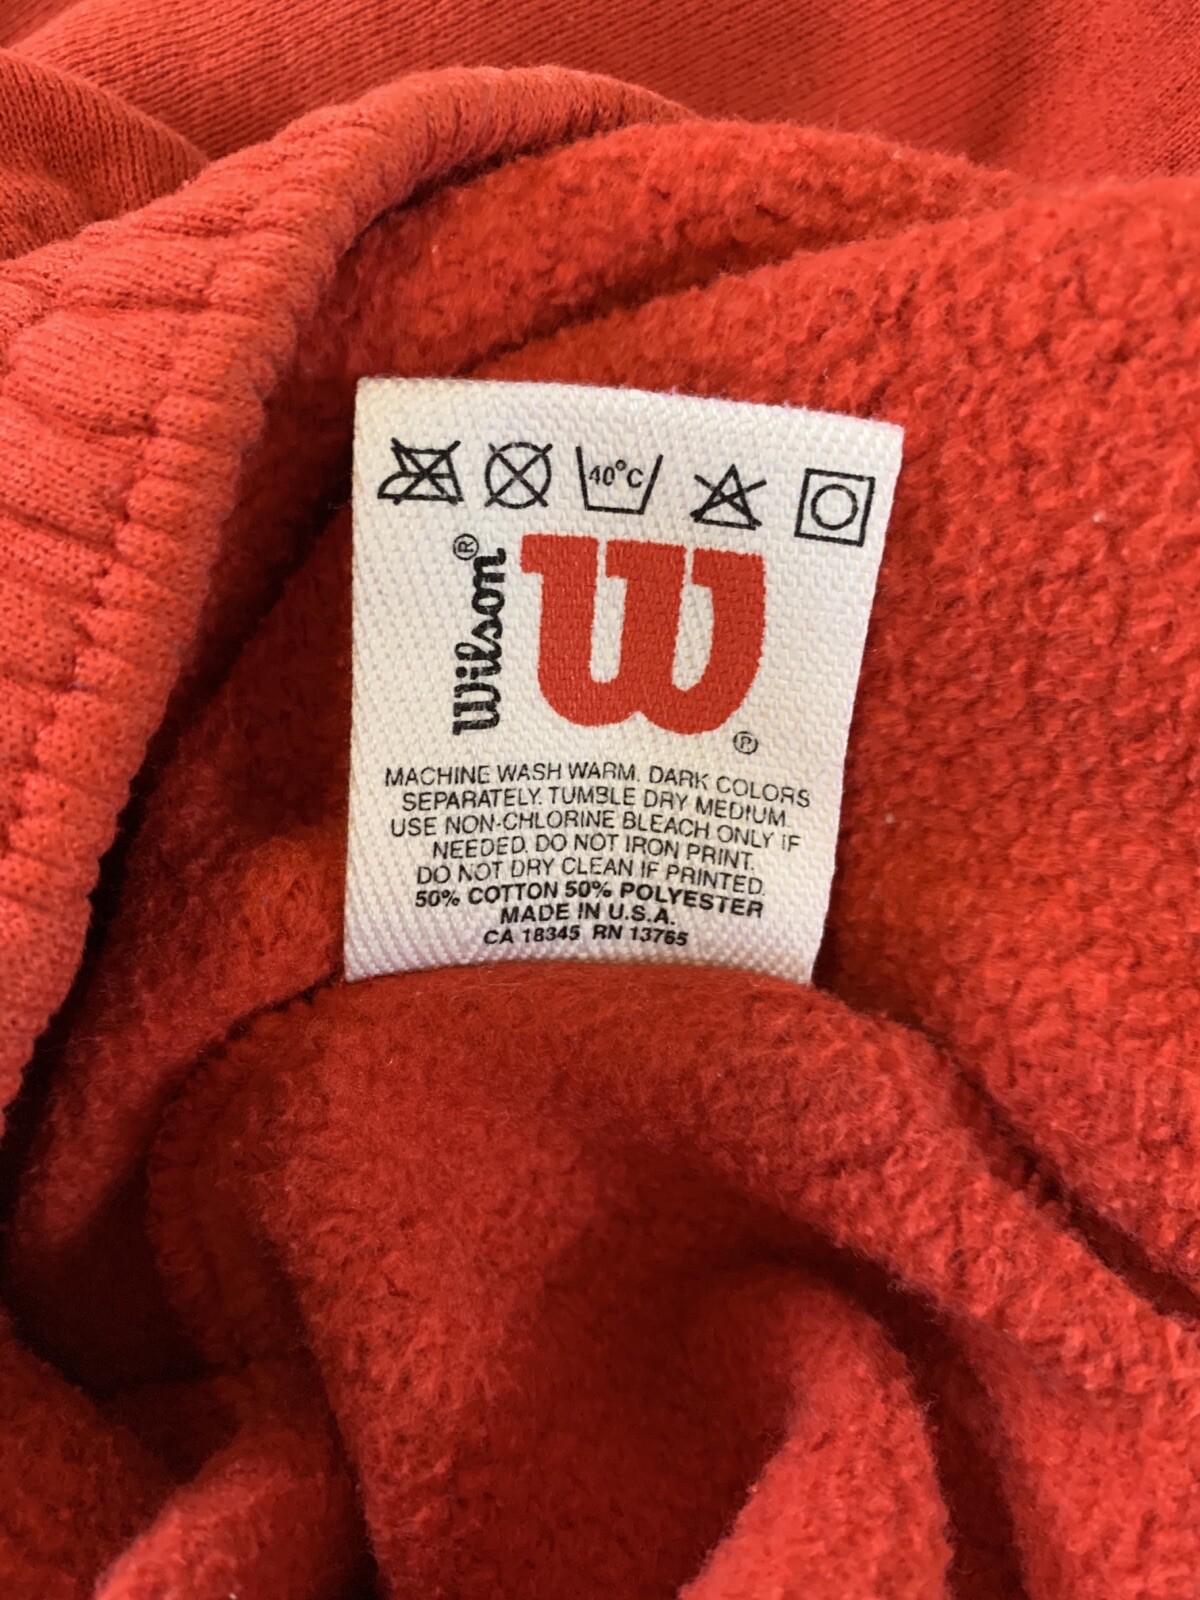 40°C
Wilson®
W
®
MACHINE WASH WARM. DARK COLORS
SEPARATELY. TUMBLE DRY MEDIUM.
USE NON-CHLORINE BLEACH ONLY IF
NEEDED. DO NOT IRON PRINT.
DO NOT DRY CLEAN IF PRINTED.
50% COTTON 50% POLYESTER
MADE IN U.S.A.
CA 18345 RN 13765